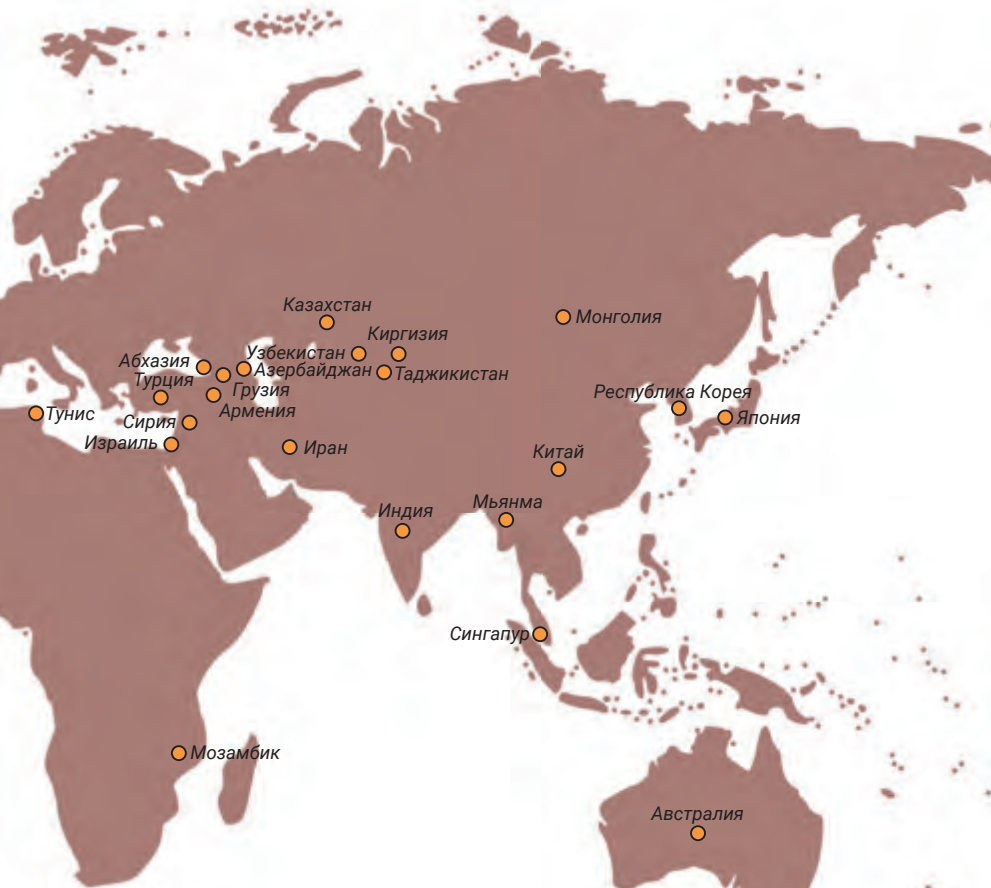 Казахстан
Монголия
Киргизия
Узбекистан
Абхазия
Азербайджан
Таджикистан
Турция
Грузия
Республика Корея
Армения
Тунис
Япония
Сирия
Израиль
Иран
Китай
Мьянма
Индия
Сингапур
Мозамбик
Австралия